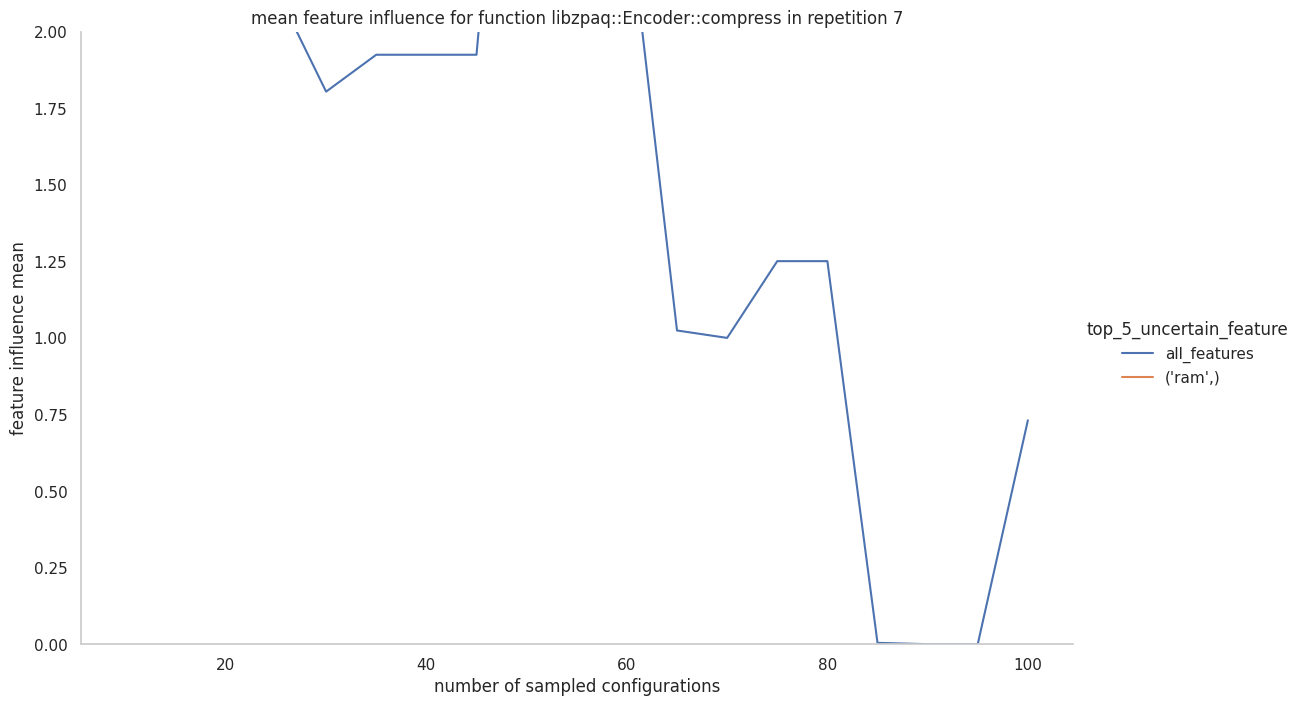 mean feature influence for function libzpaq::Encoder::compress in repetition 7
2.00
1.75
1.50
1.25
1.00
0.75
0.50
0.25
0.00
feature influence mean
20
40
60
80
100
number of sampled configurations
top_5_uncertain_feature
all_features
('ram',)